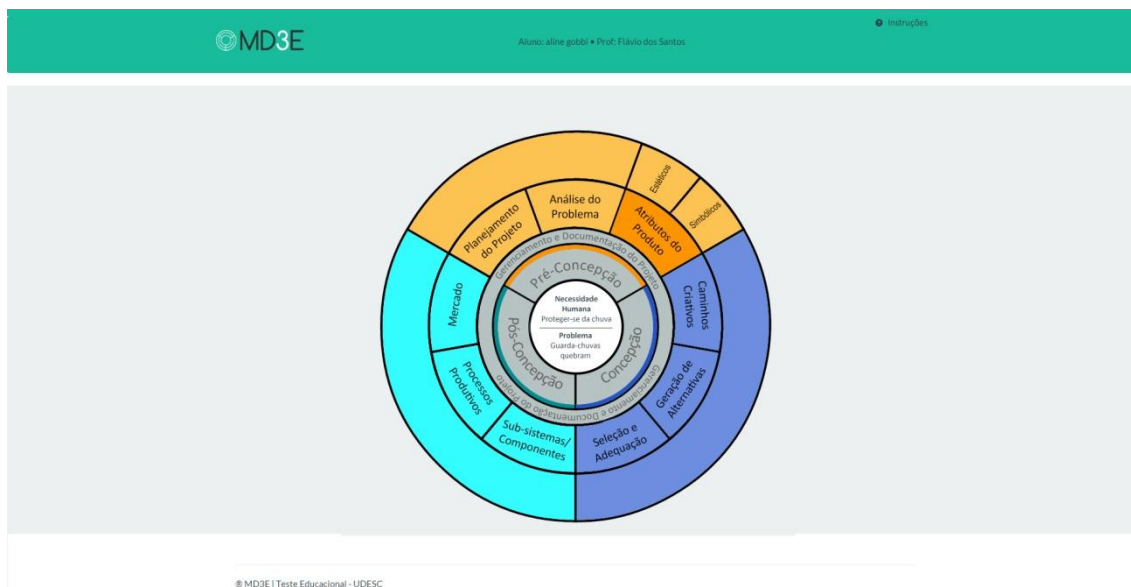 MD3E
Aluno: aline gobbi • Prof: Flávio dos Santos
Instruções
Estéticos
Simbólicos
Análise do
Problema
Planejamento
do Projeto
Atributos do
Produto
Gerenciamento e Documentação do Projeto
Pré-Concepção
Necessidade
Humana
Proteger-se da chuva
Problema
Guarda-chuvas
quebram
Mercado
Caminhos
Criativos
Pós-Concepção
Concepção
Processos
Produtivos
Geração de
Alternativas
Gerenciamento e Documentação do Projeto
Sub-sistemas/
Componentes
Seleção e
Adequação
® MD3E | Teste Educacional - UDESC